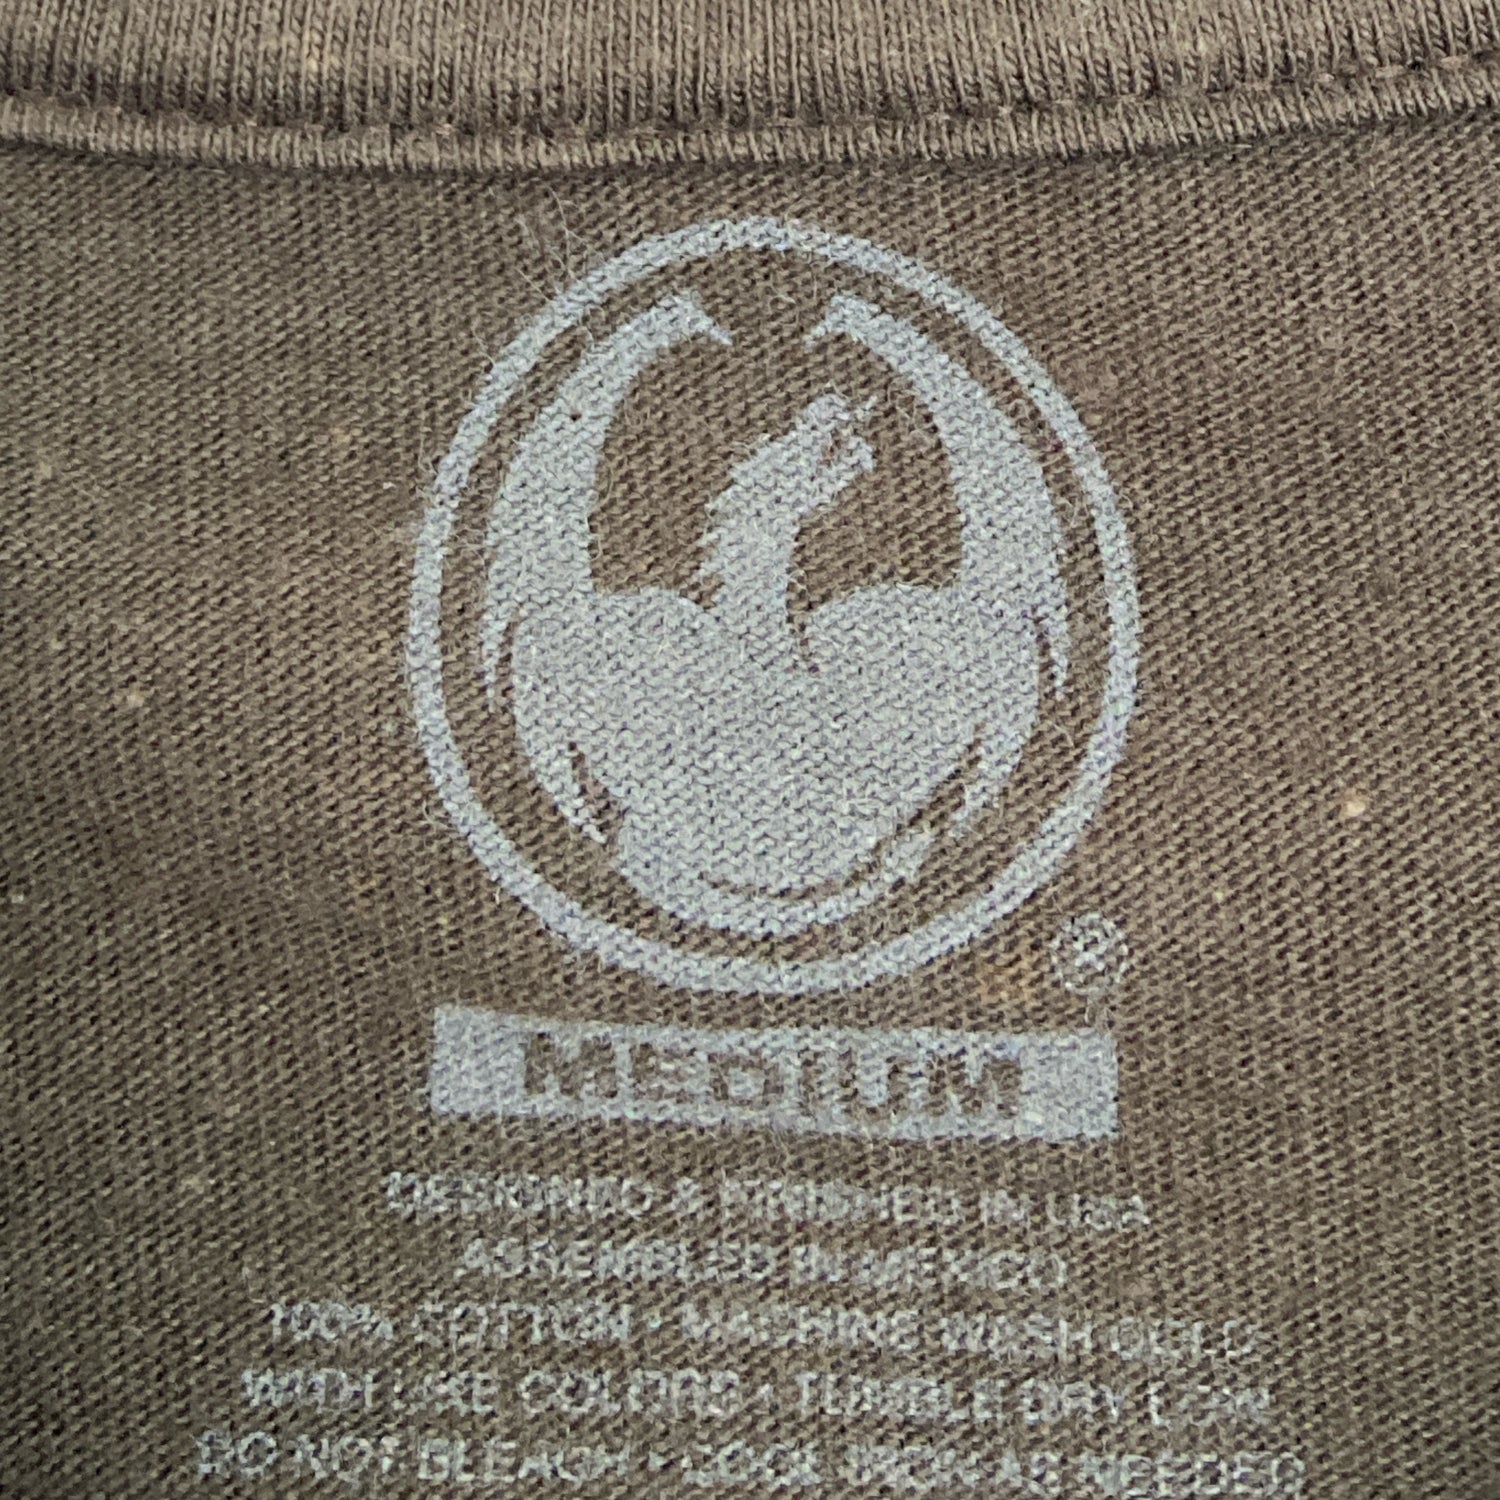 ®
MEDIUM
DESIGNED & FINISHED IN USA
ASSEMBLED IN MEXICO
100% COTTON • MACHINE WASH COLD
WITH LIKE COLORS • TUMBLE DRY LOW
DO NOT BLEACH • COOL IRON AS NEEDED